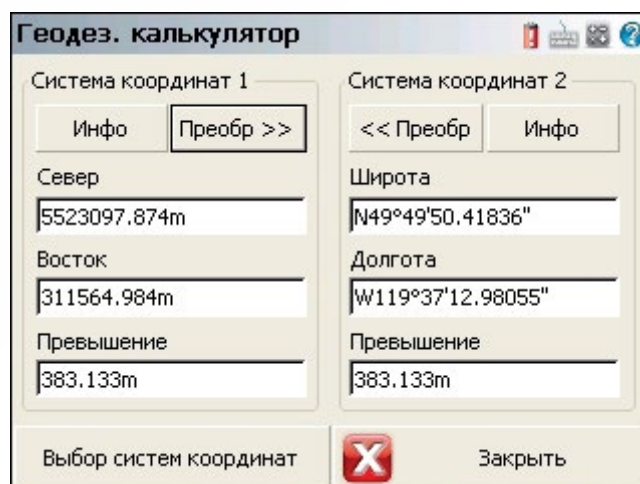 Геодез. калькулятор
Система координат 1
Инфо
Преобр >>
Север
5523097.874m
Восток
311564.984m
Превышение
383.133m
Система координат 2
<< Преобр
Инфо
Широта
N49°49'50.41836"
Долгота
W119°37'12.98055"
Превышение
383.133m
Выбор систем координат
Закрыть